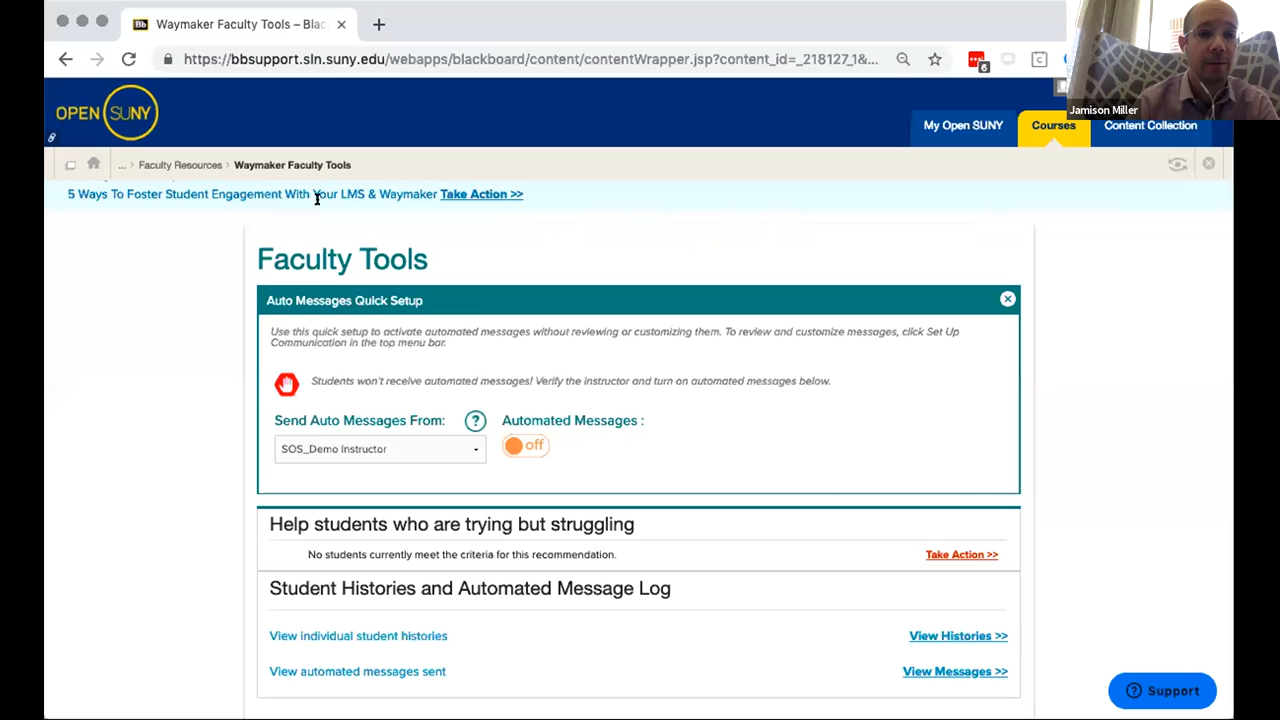 Bb Waymaker Faculty Tools – Blac
https://bbsupport.sln.suny.edu/webapps/blackboard/content/contentWrapper.jsp?content_id=_218127_1&...
6
Jamison Miller
OPEN SUNY
My Open SUNY
Courses
Content Collection
... > Faculty Resources > Waymaker Faculty Tools
5 Ways To Foster Student Engagement With Your LMS & Waymaker Take Action >>
Faculty Tools
Auto Messages Quick Setup
Use this quick setup to activate automated messages without reviewing or customizing them. To review and customize messages, click Set Up
Communication in the top menu bar.
Students won't receive automated messages! Verify the instructor and turn on automated messages below.
Send Auto Messages From: ? Automated Messages :
SOS_Demo Instructor off
Help students who are trying but struggling
No students currently meet the criteria for this recommendation. Take Action >>
Student Histories and Automated Message Log
View individual student histories View Histories >>
View automated messages sent View Messages >>
? Support